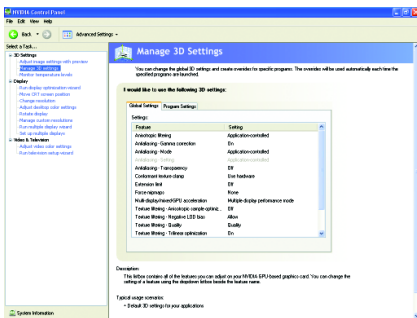 NVIDIA Control Panel
File Edit View Help
Back
Advanced Settings
Select a Task...
3D Settings
Adjust image settings with preview
Manage 3D settings
Monitor temperature levels
Display
Run display optimization wizard
Move CRT screen position
Change resolution
Adjust desktop color settings
Rotate display
Manage custom resolutions
Run multiple display wizard
Set up multiple displays
Video & Television
Adjust video color settings
Run television setup wizard
System Information
Manage 3D Settings
You can change the global 3D settings and create overrides for specific programs. The overrides will be used automatically each time the
specified programs are launched.
I would like to use the following 3D settings:
Global Settings Program Settings
Settings:
Feature Setting
Anisotropic filtering Application-controlled
Antialiasing - Gamma correction On
Antialiasing - Mode Application-controlled
Antialiasing - Setting Application-controlled
Antialiasing - Transparency Off
Conformant texture clamp Use hardware
Extension limit Off
Force mipmaps None
Multi-display/mixed-GPU acceleration Multiple display performance mode
Texture filtering - Anisotropic sample optimiz... Off
Texture filtering - Negative LOD bias Allow
Texture filtering - Quality Quality
Texture filtering - Trilinear optimization On
Description:
This listbox contains all of the features you can adjust on your NVIDIA GPU-based graphics card. You can change the
setting of a feature using the dropdown listbox beside the feature name.
Typical usage scenarios:
• Default 3D settings for your applications